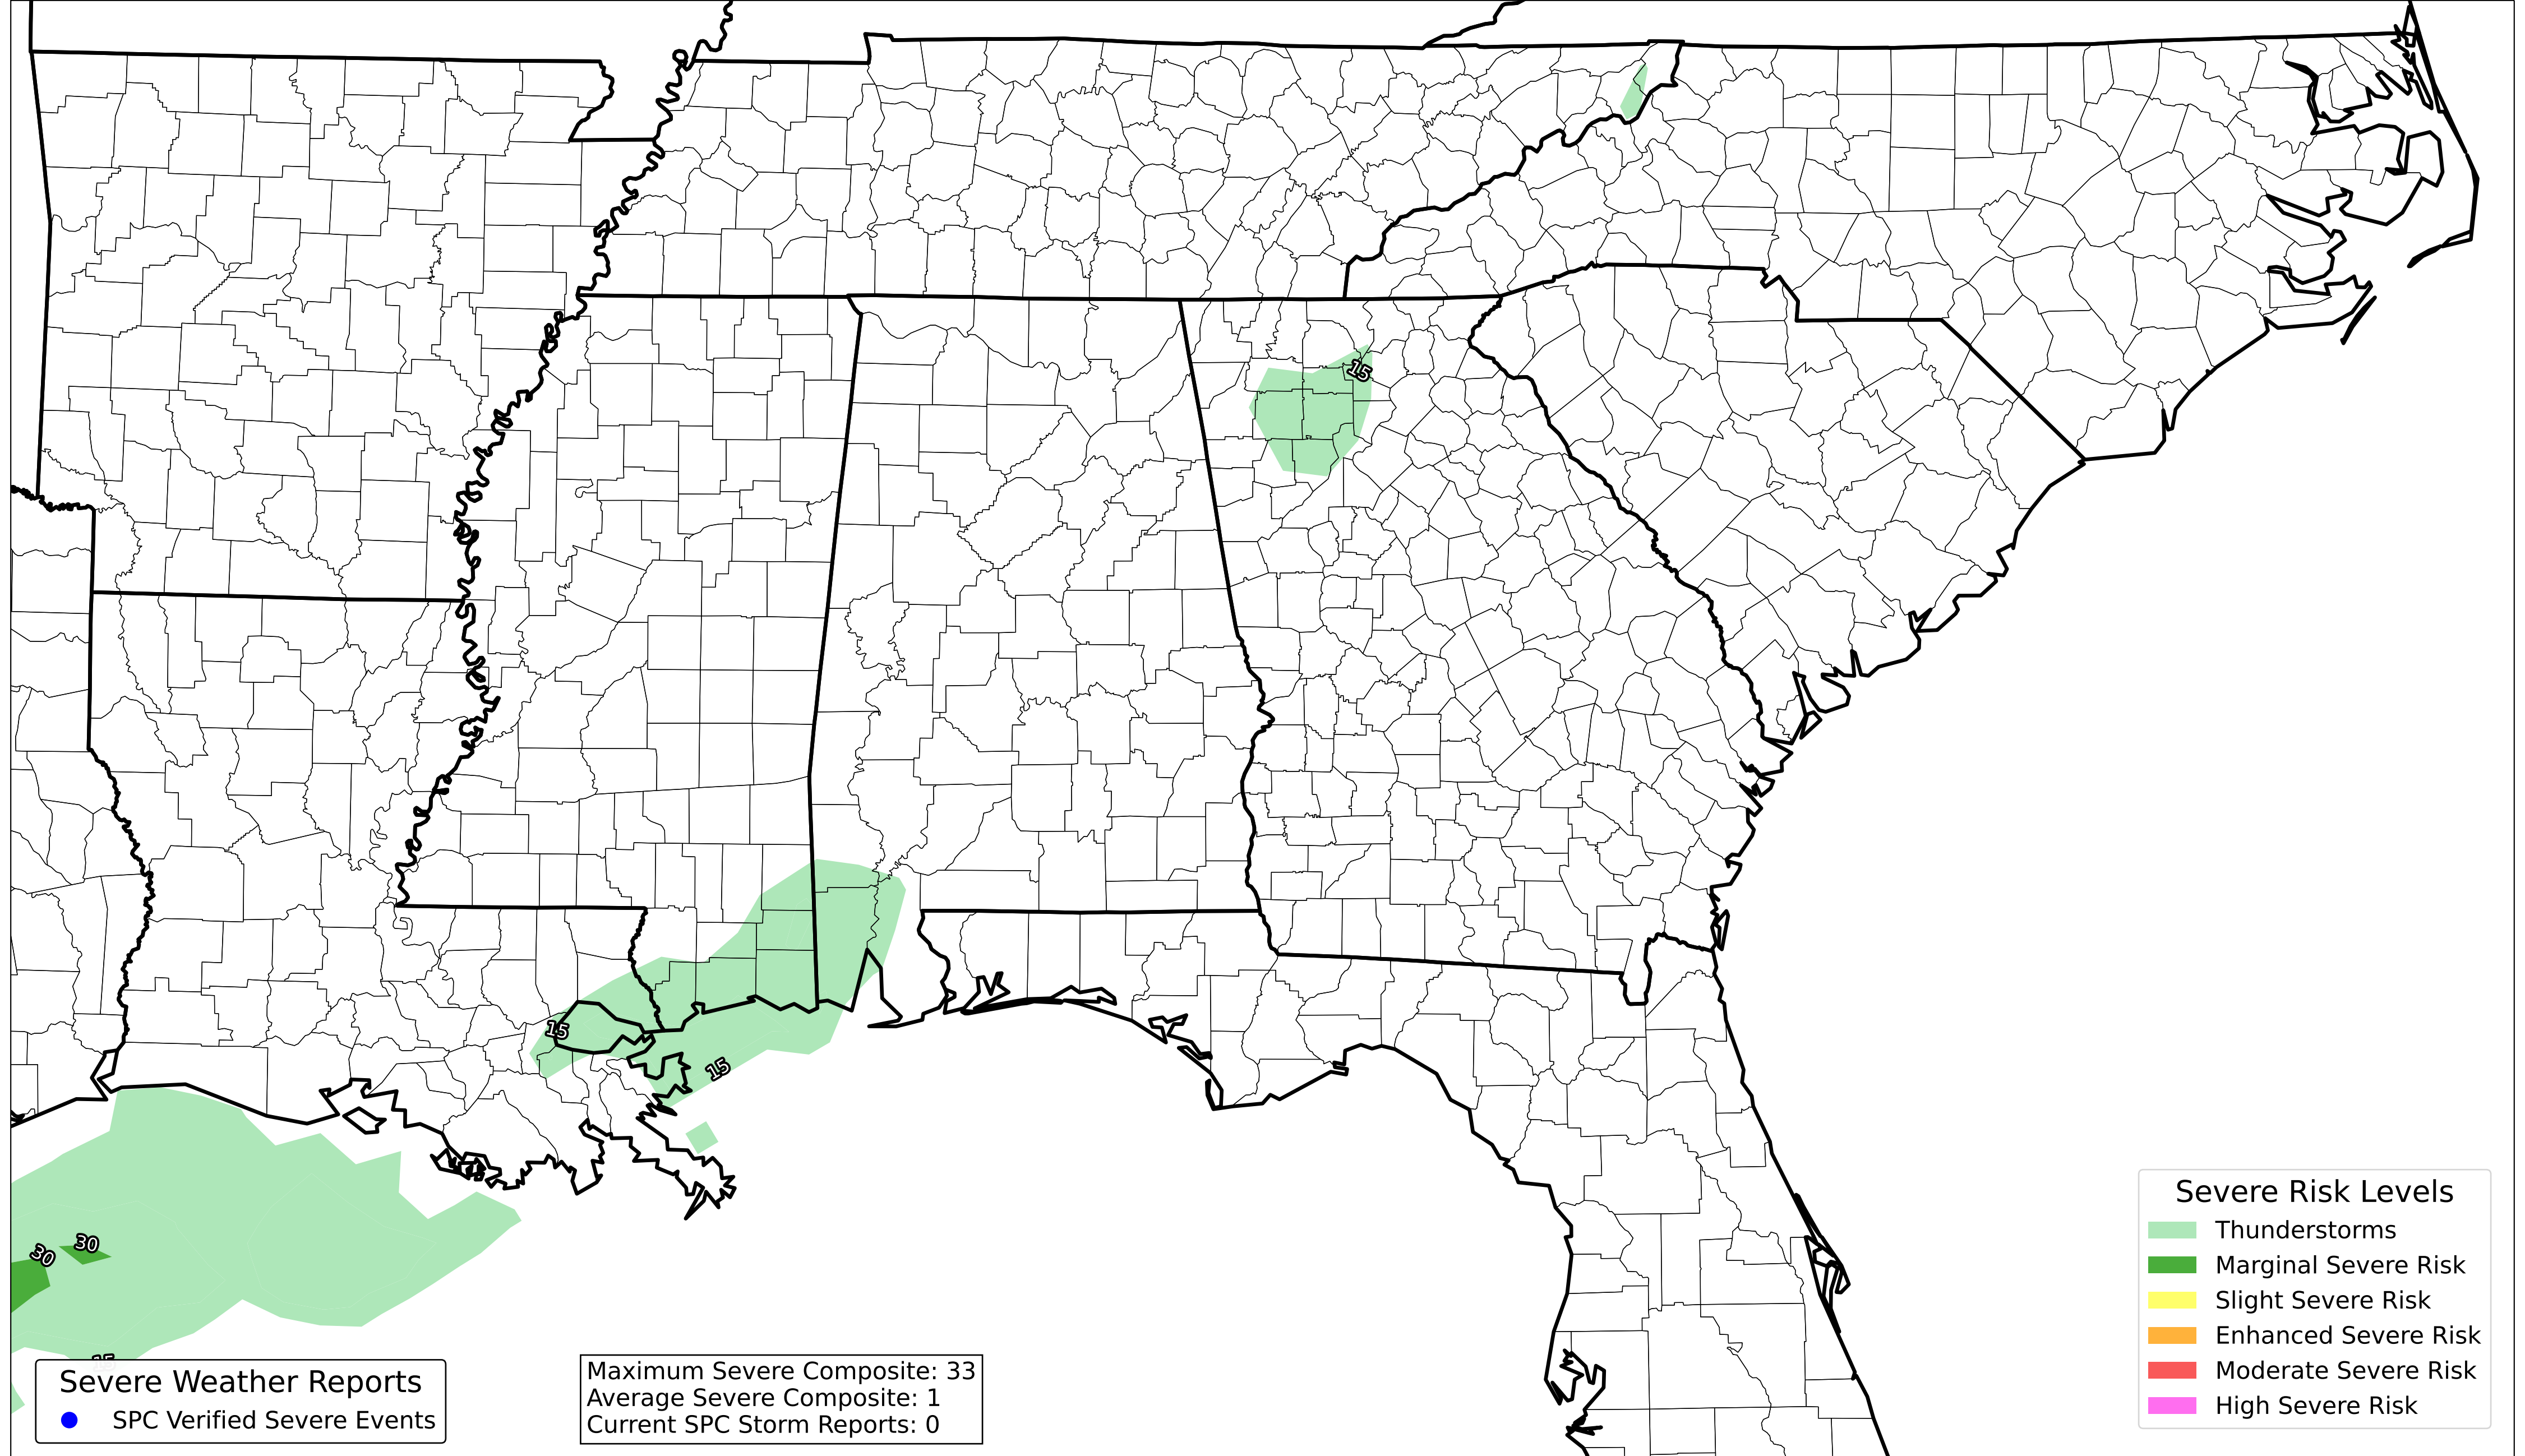 15
15
15
30
30
Severe Risk Levels
Thunderstorms
Marginal Severe Risk
Slight Severe Risk
Enhanced Severe Risk
Moderate Severe Risk
High Severe Risk
Severe Weather Reports
SPC Verified Severe Events
Maximum Severe Composite: 33
Average Severe Composite: 1
Current SPC Storm Reports: 0